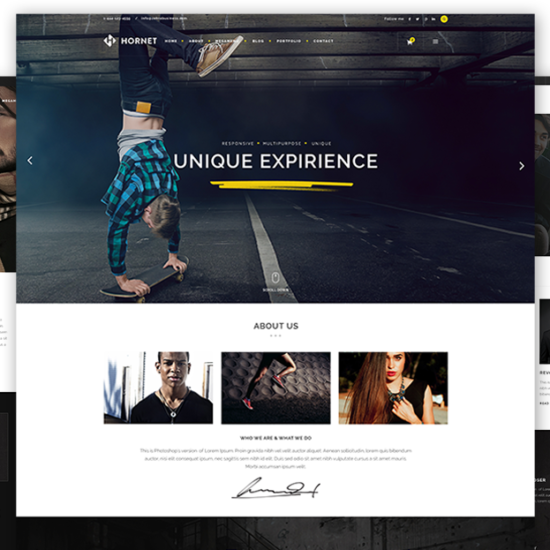 Follow me
HORNET
HOME ABOUT MEGAMENU BLOG PORTFOLIO CONTACT
RESPONSIVE MULTIPURPOSE UNIQUE
UNIQUE EXPIRIENCE
SCROLL DOWN
ABOUT US
WHO WE ARE & WHAT WE DO
This is Photoshop's version of Lorem Ipsum. Proin gravida nibh vel velit auctor aliquet. Aenean sollicitudin, lorem quis bibendum
auctor, nisi elit consequat ipsum, nec sagittis sem nibh id elit. Duis sed odio sit amet nibh vulputate cursus a sit amet mauris.
Morbi accumsan ipsum velit.